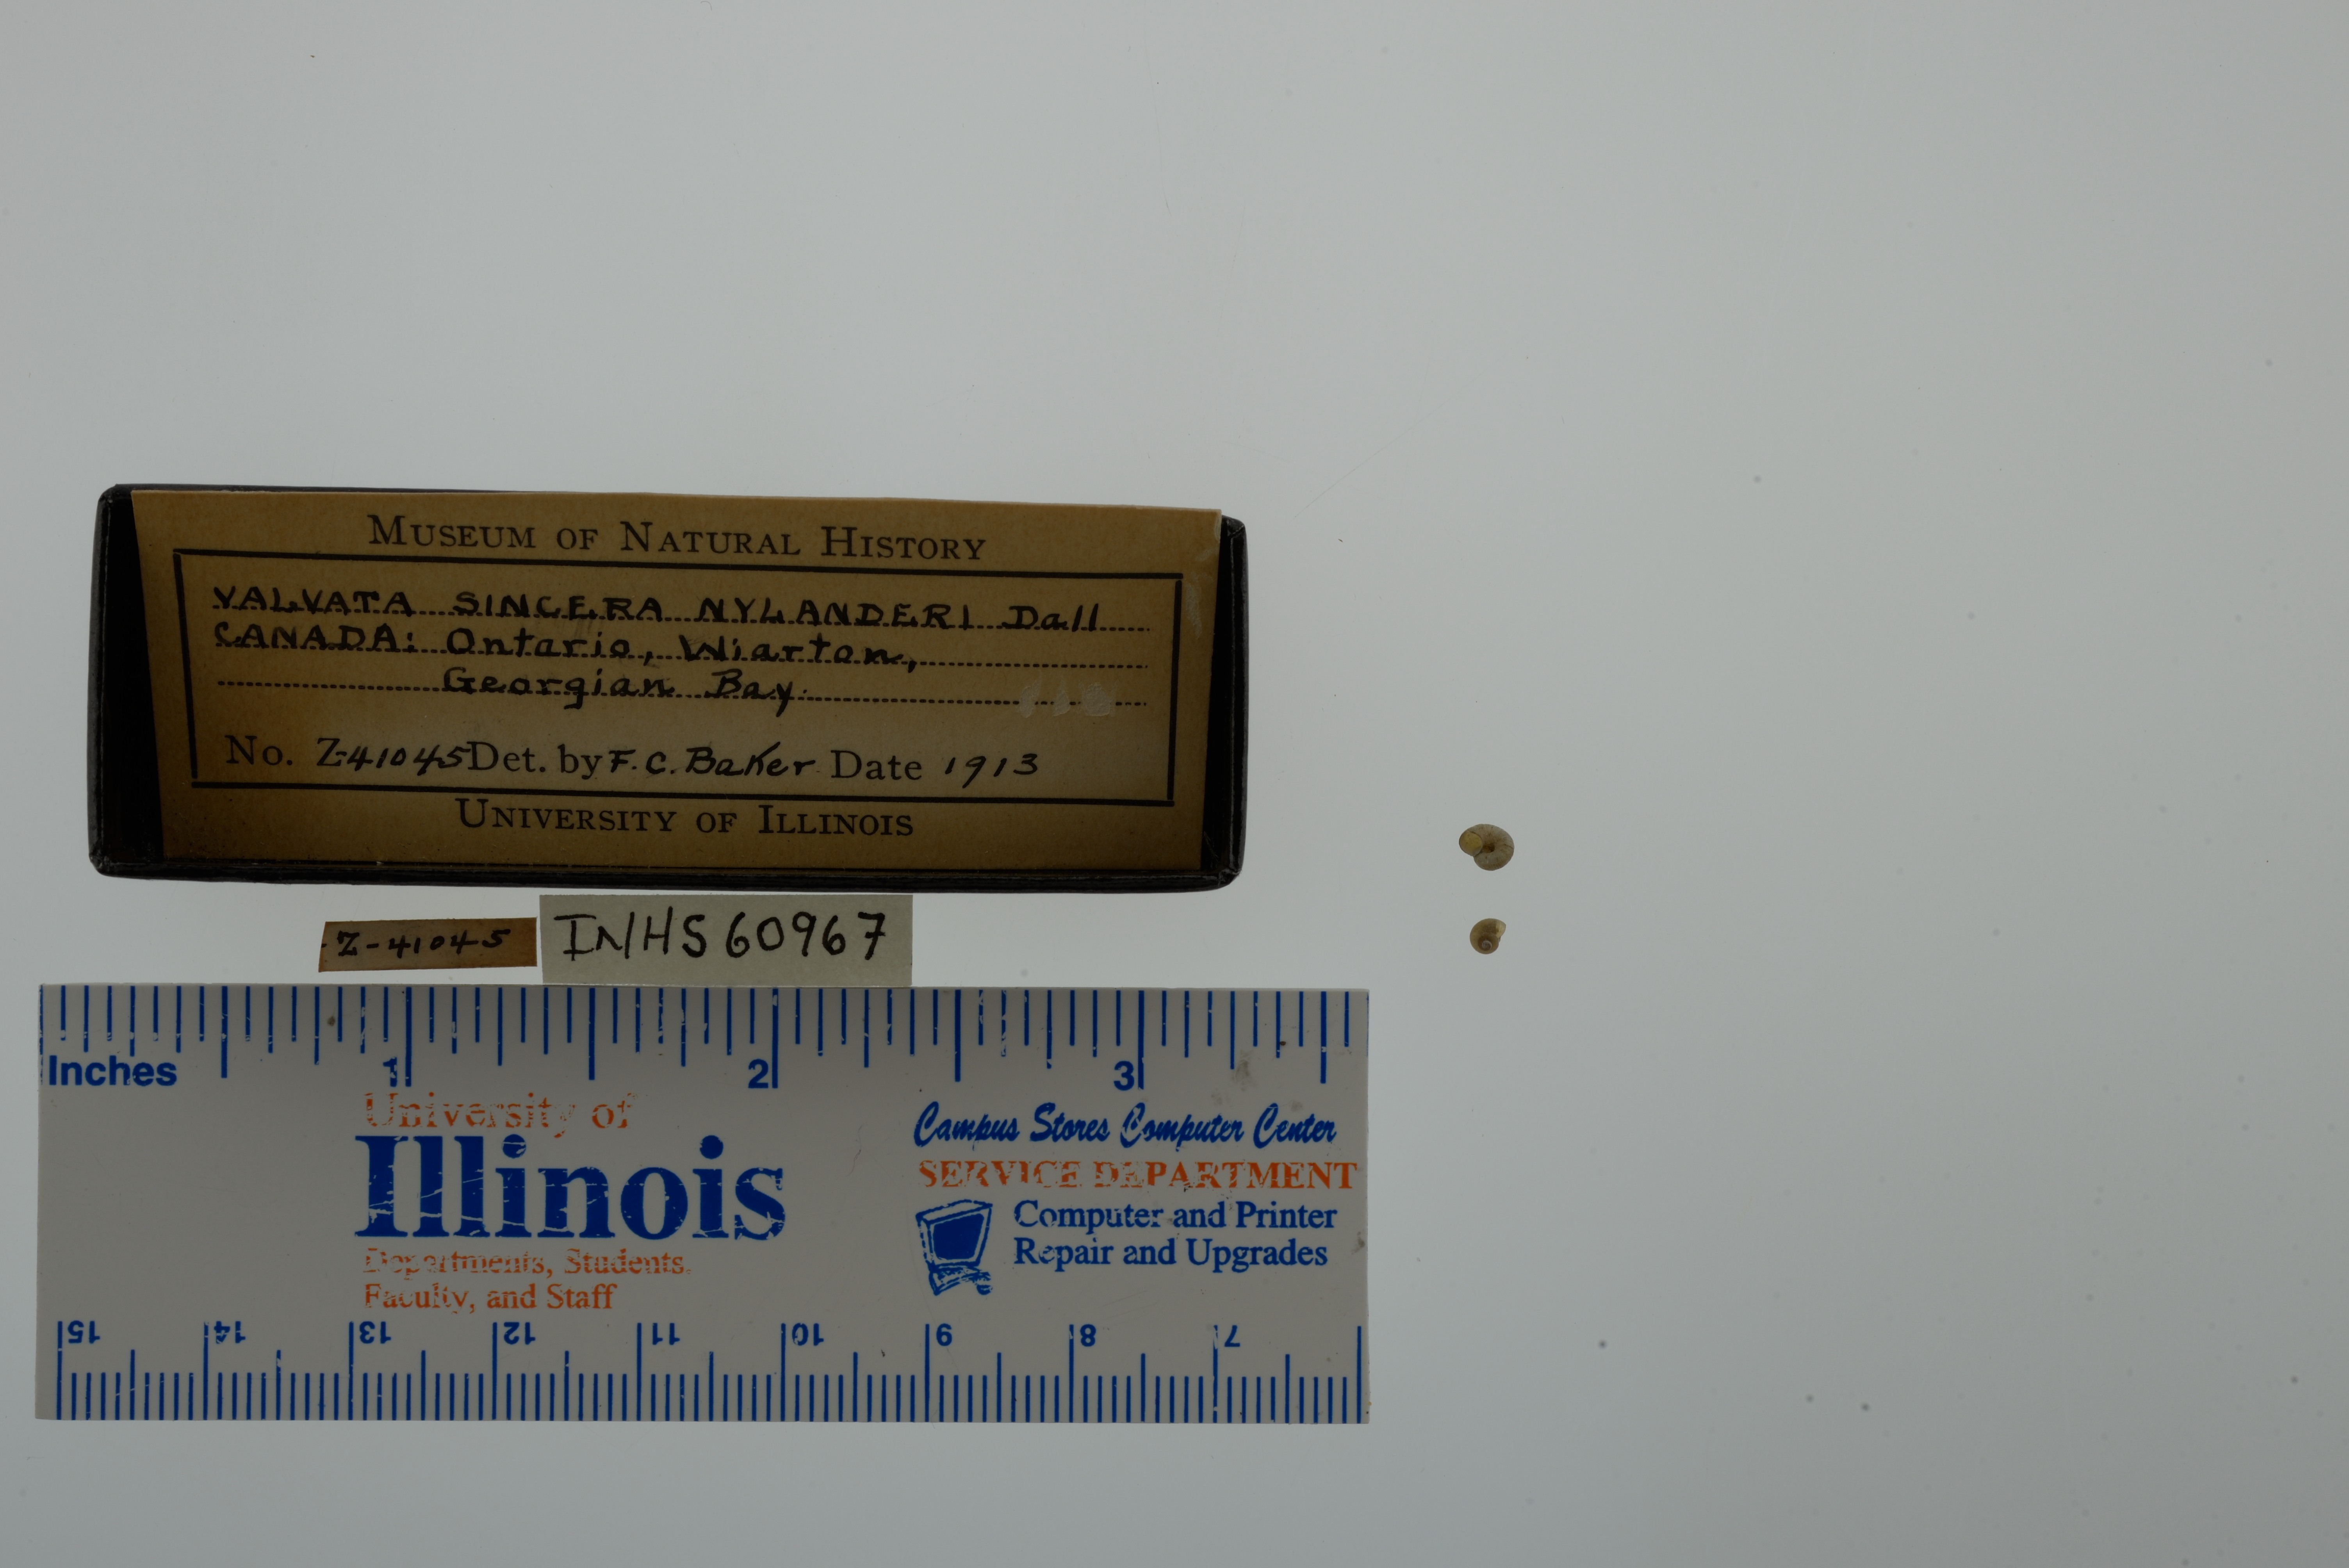 MUSEUM OF NATURAL HISTORY
VALVATA SINCERA NYLANDERI Dall
CANADA: Ontario, Wiarton,
Georgian Bay.
No. Z-41045 Det. by F. C. Baker Date 1913
UNIVERSITY OF ILLINOIS
Z-41045
INHS 60967
Inches 1 2 3
University of
Illinois
Departments, Students,
Faculty, and Staff
Campus Stores Computer Center
SERVICE DEPARTMENT
Computer and Printer
Repair and Upgrades
15 14 13 12 11 10 9 8 7